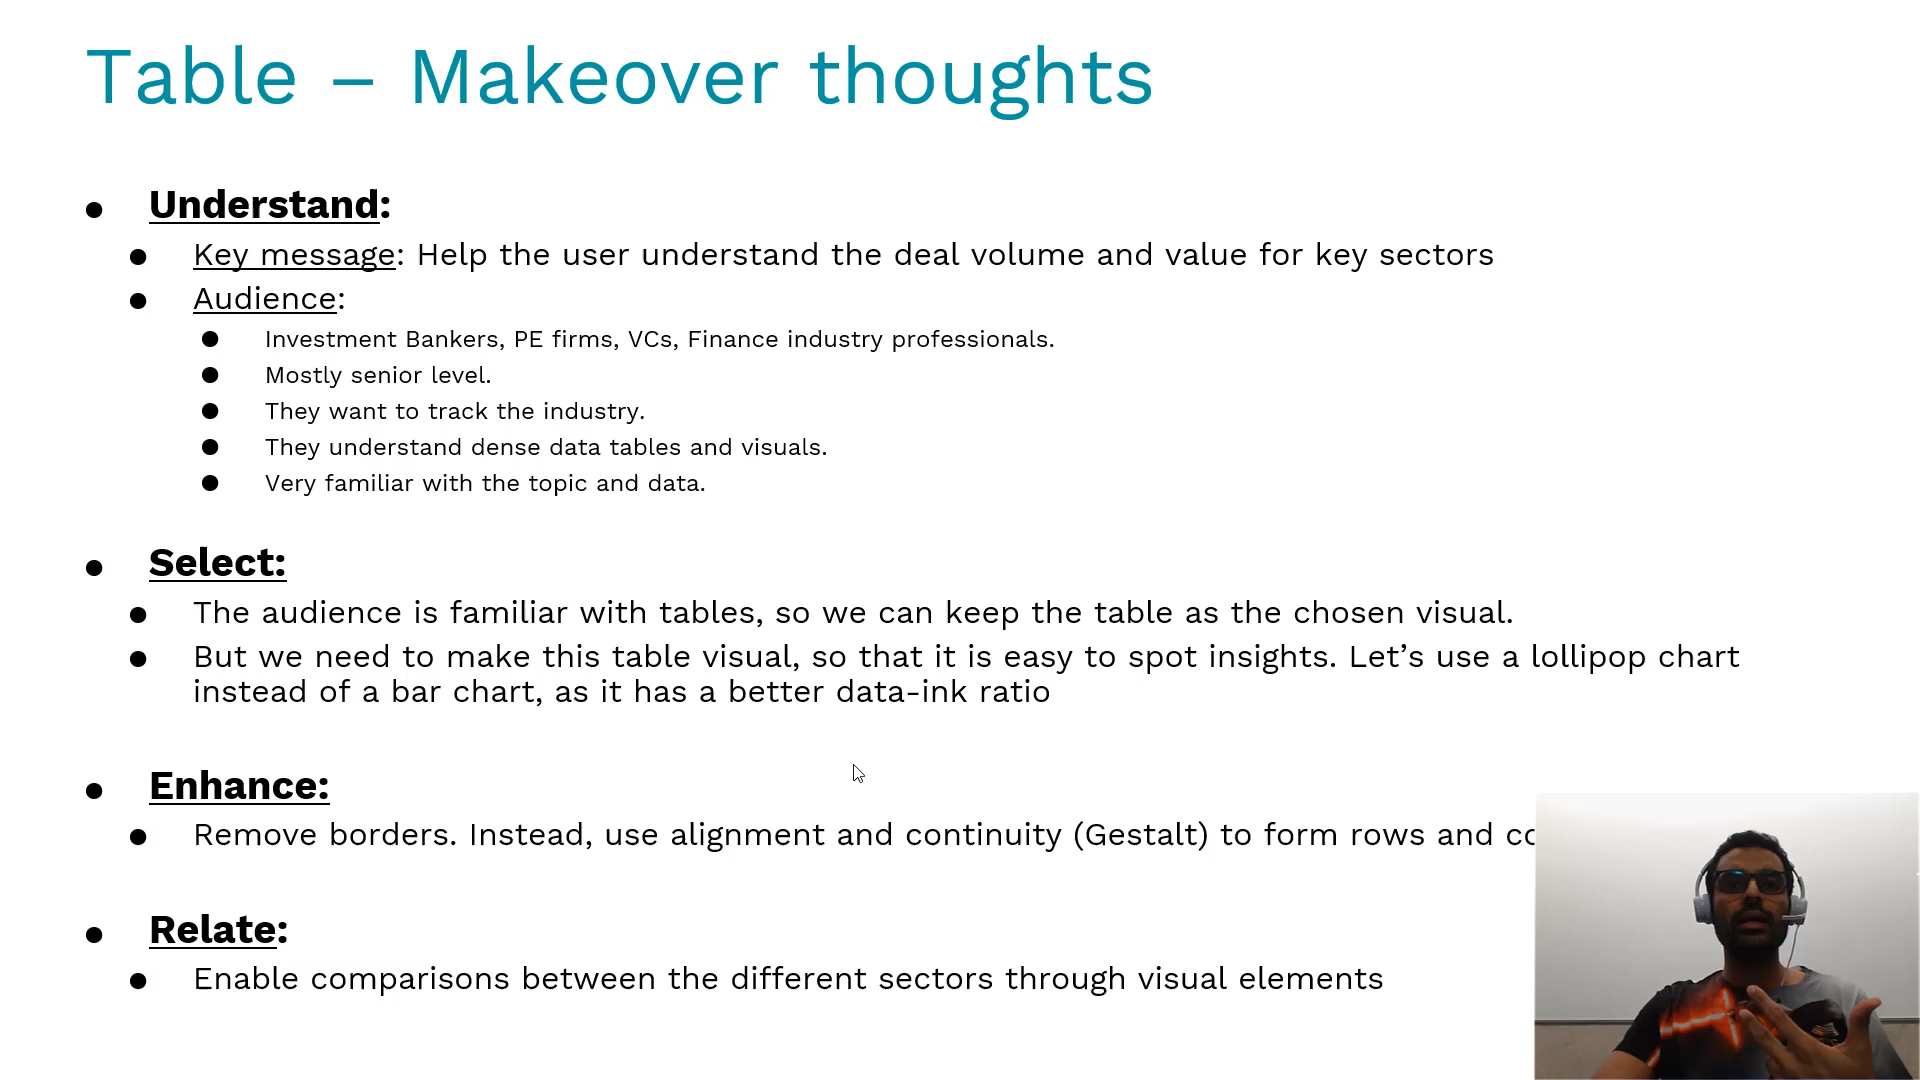 Table – Makeover thoughts
Understand:
Key message: Help the user understand the deal volume and value for key sectors
Audience:
Investment Bankers, PE firms, VCs, Finance industry professionals.
Mostly senior level.
They want to track the industry.
They understand dense data tables and visuals.
Very familiar with the topic and data.
Select:
The audience is familiar with tables, so we can keep the table as the chosen visual.
But we need to make this table visual, so that it is easy to spot insights. Let’s use a lollipop chart
instead of a bar chart, as it has a better data-ink ratio
Enhance:
Remove borders. Instead, use alignment and continuity (Gestalt) to form rows and
Relate:
Enable comparisons between the different sectors through visual elements